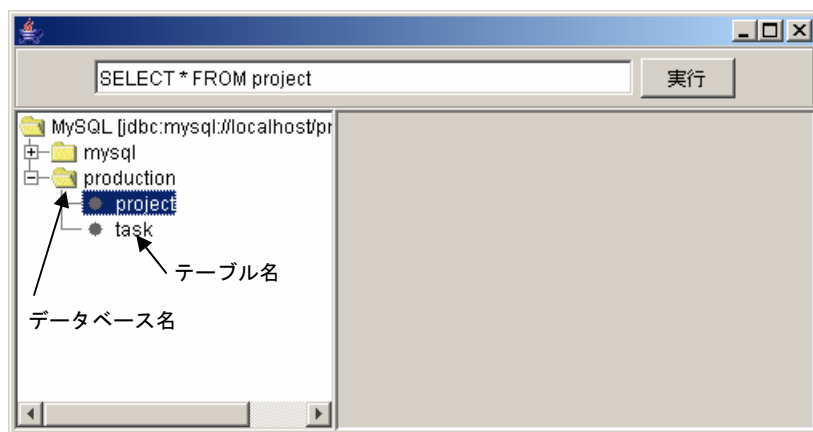 SELECT * FROM project
実行
MySQL [jdbc:mysql://localhost/pr
mysql
production
project
task
テーブル名
データベース名